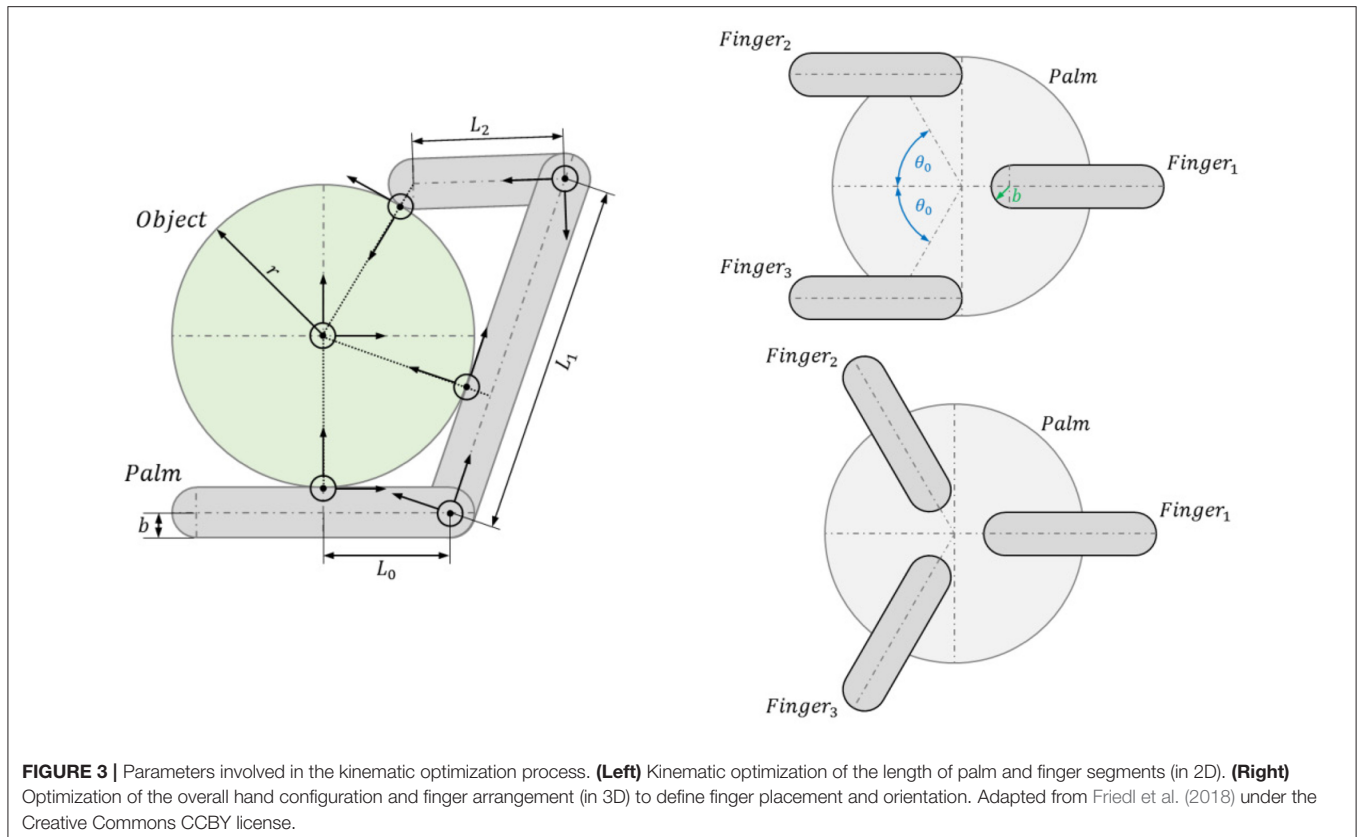 L₂
Object
r
L₁
Palm
b
L₀
Finger₂
Palm
θ₀
Finger₁
b
θ₀
Finger₃
Finger₂
Palm
Finger₁
Finger₃
FIGURE 3 | Parameters involved in the kinematic optimization process. (Left) Kinematic optimization of the length of palm and finger segments (in 2D). (Right)
Optimization of the overall hand configuration and finger arrangement (in 3D) to define finger placement and orientation. Adapted from Friedl et al. (2018) under the
Creative Commons CCBY license.